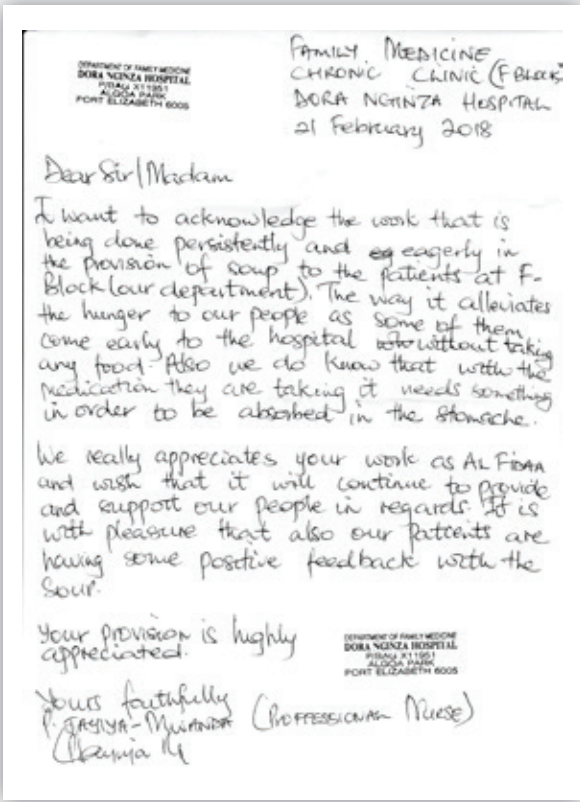 DEPARTMENT OF FAMILY MEDICINE
DORA NGINZA HOSPITAL
P/BAG X11951
ALGOA PARK
PORT ELIZABETH 6005
FAMILY MEDICINE
CHRONIC CLINIC (F BLOCK)
DORA NGINZA HOSPITAL
21 February 2018
Dear Sir/Madam
I want to acknowledge the work that is
being done persistently and eg eagerly in
the provision of soup to the patients at F-
Block (our department). The way it alleviates
the hunger to our people as some of them
come early to the hospital without taking
any food. Also we do know that with the
medication they are taking it needs something
in order to be absorbed in the stomache.
We really appreciates your work as AL FIDAA
and wish that it will continue to provide
and support our people in regards. It is
with pleasure that also our Patients are
having some positive feedback with the
Soup.
Your provision is highly
appreciated.
DEPARTMENT OF FAMILY MEDICINE
DORA NGINZA HOSPITAL
P/BAG X11951
ALGOA PARK
PORT ELIZABETH 6005
Yours faithfully
P. JAYIYA-MWANDA (PROFFESSIONAL NURSE)